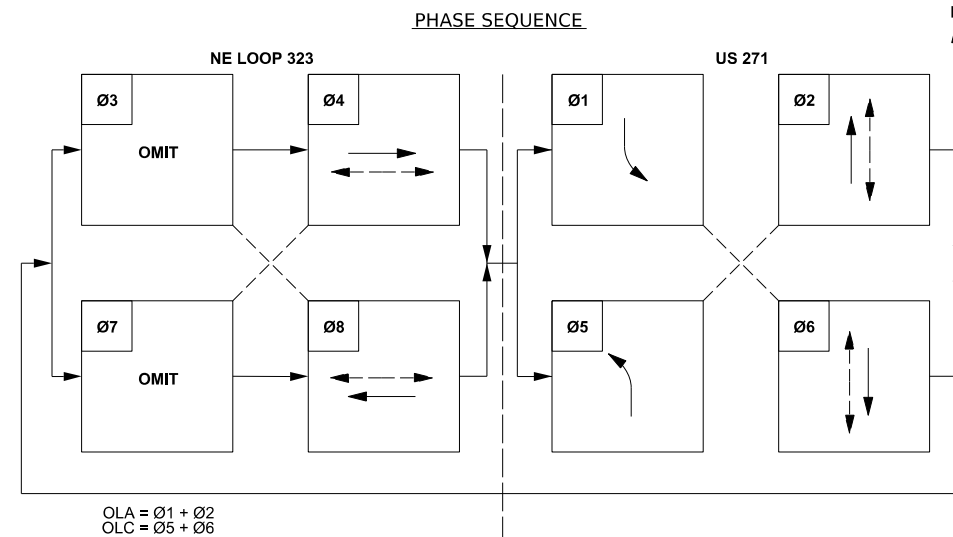 PHASE SEQUENCE
NE LOOP 323
US 271
Ø3
OMIT
Ø4
Ø1
Ø2
Ø7
OMIT
Ø8
Ø5
Ø6
OLA = Ø1 + Ø2
OLC = Ø5 + Ø6